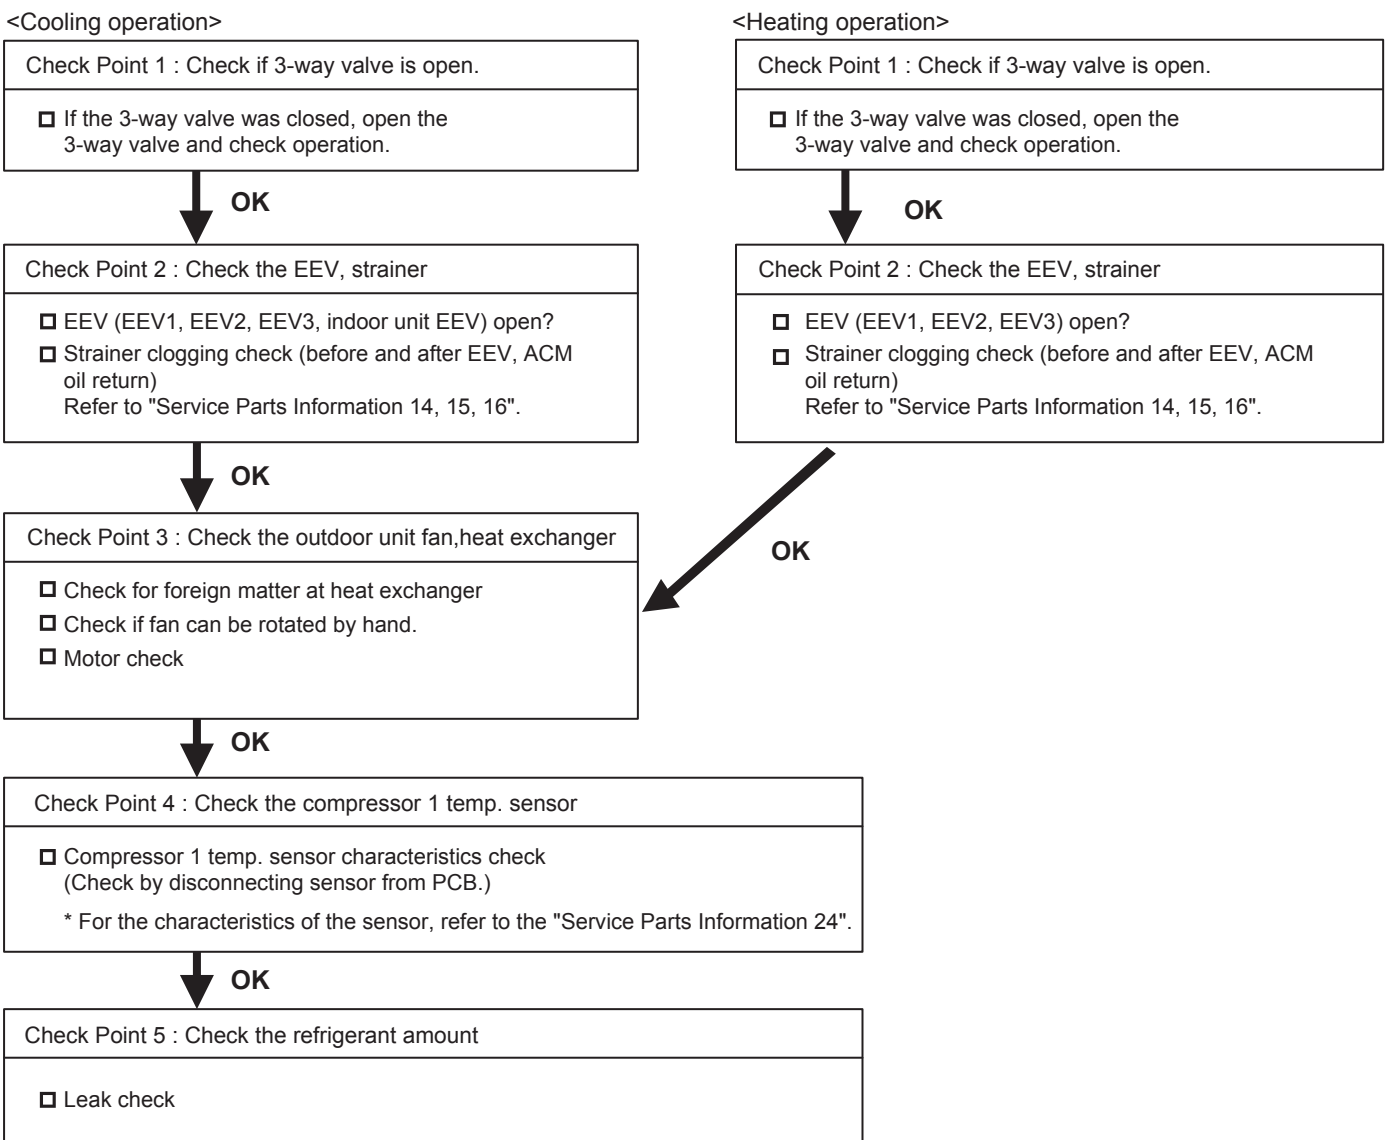 <Cooling operation>
Check Point 1 : Check if 3-way valve is open.
If the 3-way valve was closed, open the
3-way valve and check operation.
OK
Check Point 2 : Check the EEV, strainer
EEV (EEV1, EEV2, EEV3, indoor unit EEV) open?
Strainer clogging check (before and after EEV, ACM
oil return)
Refer to "Service Parts Information 14, 15, 16".
OK
<Heating operation>
Check Point 1 : Check if 3-way valve is open.
If the 3-way valve was closed, open the
3-way valve and check operation.
OK
Check Point 2 : Check the EEV, strainer
EEV (EEV1, EEV2, EEV3) open?
Strainer clogging check (before and after EEV, ACM
oil return)
Refer to "Service Parts Information 14, 15, 16".
OK
Check Point 3 : Check the outdoor unit fan,heat exchanger
Check for foreign matter at heat exchanger
Check if fan can be rotated by hand.
Motor check
OK
Check Point 4 : Check the compressor 1 temp. sensor
Compressor 1 temp. sensor characteristics check
(Check by disconnecting sensor from PCB.)
* For the characteristics of the sensor, refer to the "Service Parts Information 24".
OK
Check Point 5 : Check the refrigerant amount
Leak check